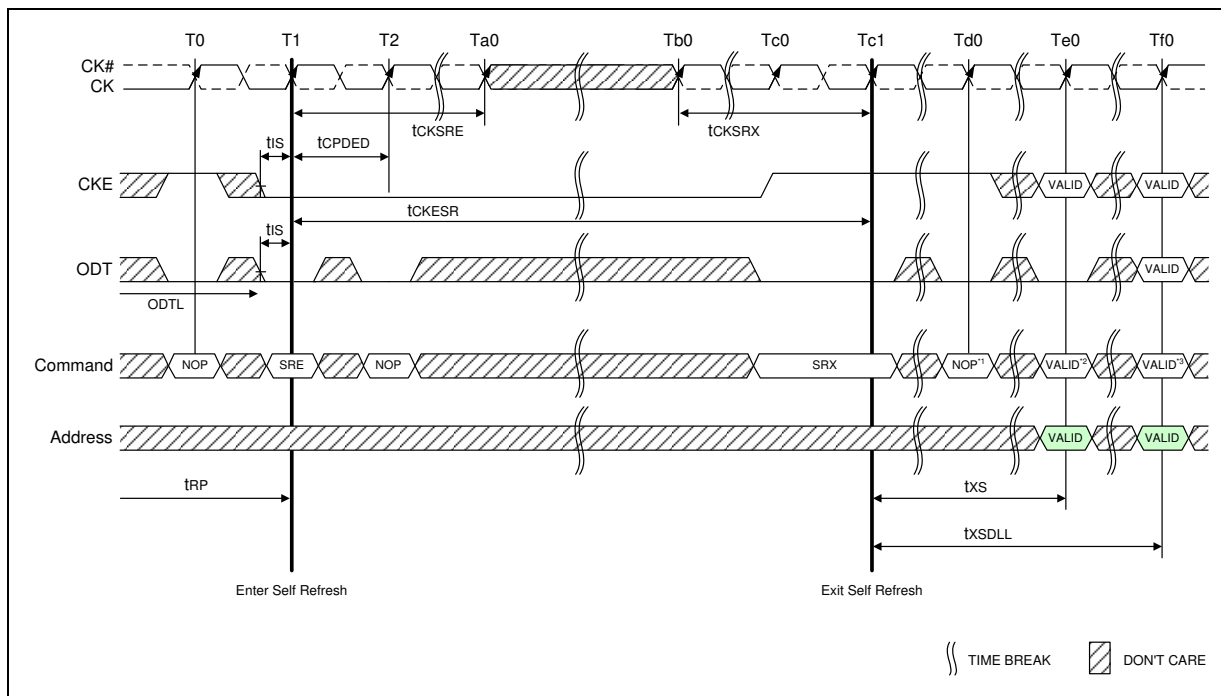 T0 T1 T2 Ta0 Tb0 Tc0 Tc1 Td0 Te0 Tf0
CK#
CK
tCKSRE tCKSRX
tIS tCPDED
CKE VALID VALID
tCKESR
tIS
ODT VALID
ODTL
Command NOP SRE NOP SRX NOP*1 VALID*2 VALID*3
Address VALID VALID
tRP tXS
tXSDLL
Enter Self Refresh Exit Self Refresh
TIME BREAK DON'T CARE